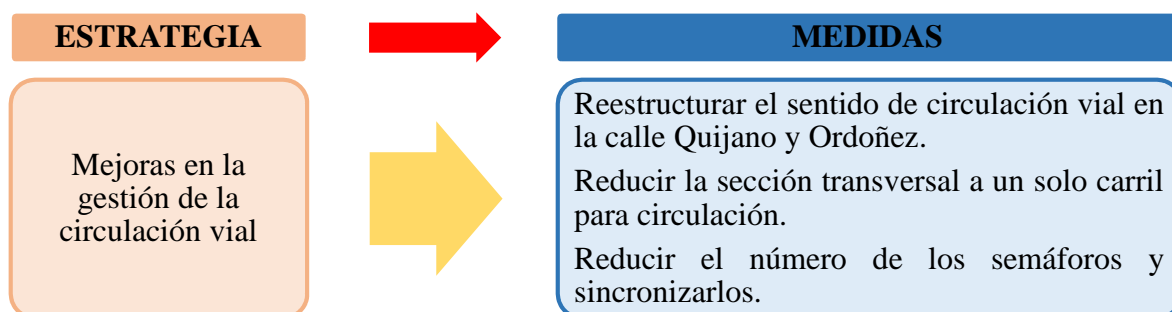 ESTRATEGIA
MEDIDAS
Mejoras en la
gestión de la
circulación vial
Reestructurar el sentido de circulación vial en
la calle Quijano y Ordoñez.
Reducir la sección transversal a un solo carril
para circulación.
Reducir el número de los semáforos y
sincronizarlos.